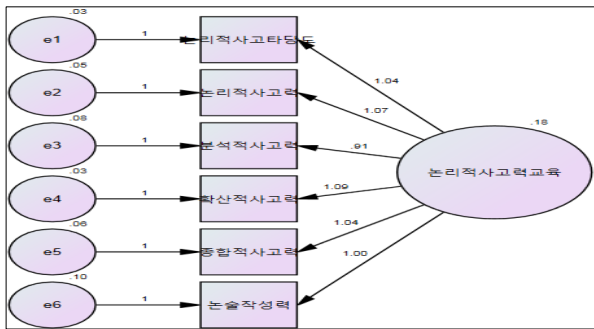 .03
e1
1
논리적사고타당도
1.04
.05
e2
1
논리적사고력
1.07
.08
e3
1
분석적사고력
.91
.18
논리적사고력교육
.03
e4
1
확산적사고력
1.09
.06
e5
1
종합적사고력
1.04
.10
e6
1
논술작성력
1.00